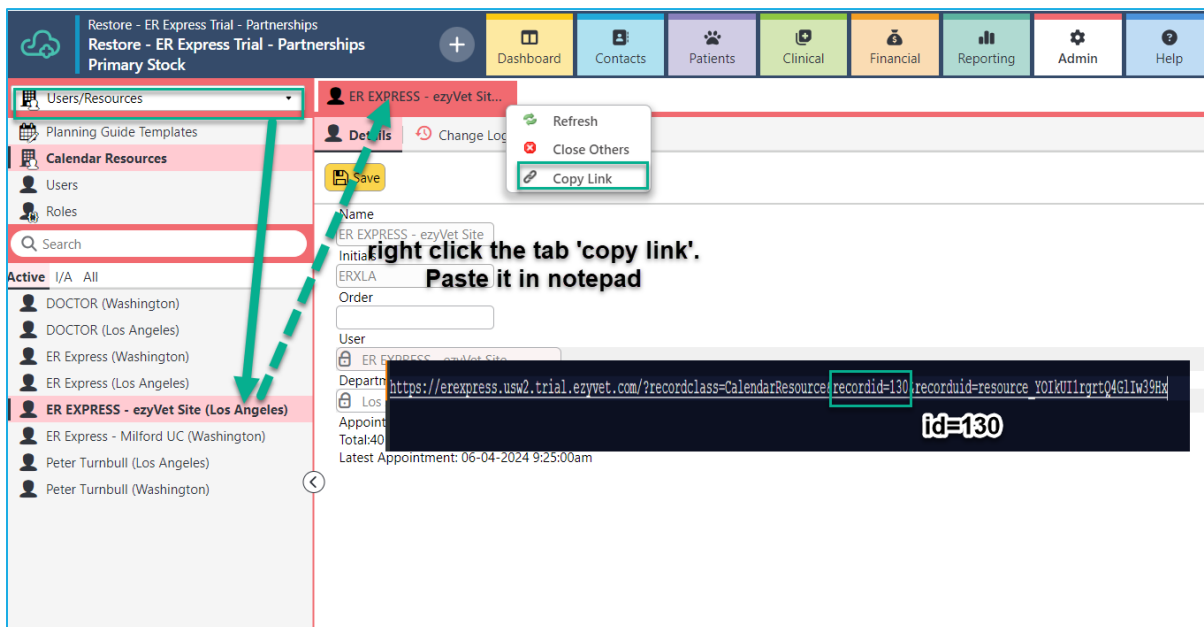 Restore - ER Express Trial - Partnerships
Restore - ER Express Trial - Partnerships
Primary Stock
Dashboard
Contacts
Patients
Clinical
Financial
Reporting
Admin
Help
Users/Resources
Planning Guide Templates
Calendar Resources
Users
Roles
Search
Active I/A All
DOCTOR (Washington)
DOCTOR (Los Angeles)
ER Express (Washington)
ER Express (Los Angeles)
ER EXPRESS - ezyVet Site (Los Angeles)
ER Express - Milford UC (Washington)
Peter Turnbull (Los Angeles)
Peter Turnbull (Washington)
ER EXPRESS - ezyVet Sit...
Details
Change Log
Refresh
Close Others
Copy Link
Save
Name
ER EXPRESS - ezyVet Site
Initials
ERXLA
right click the tab 'copy link'.
Paste it in notepad
Order
User
ER EXPRESS - ezyVet Site
Departm
Los
https://erexpress.usw2.trial.ezyvet.com/?recordclass=CalendarResource&recordid=130&recorduid=resource_YOIkUI1rgrtQ4GlIw39Hx
id=130
Appoint
Total:40
Latest Appointment: 06-04-2024 9:25:00am